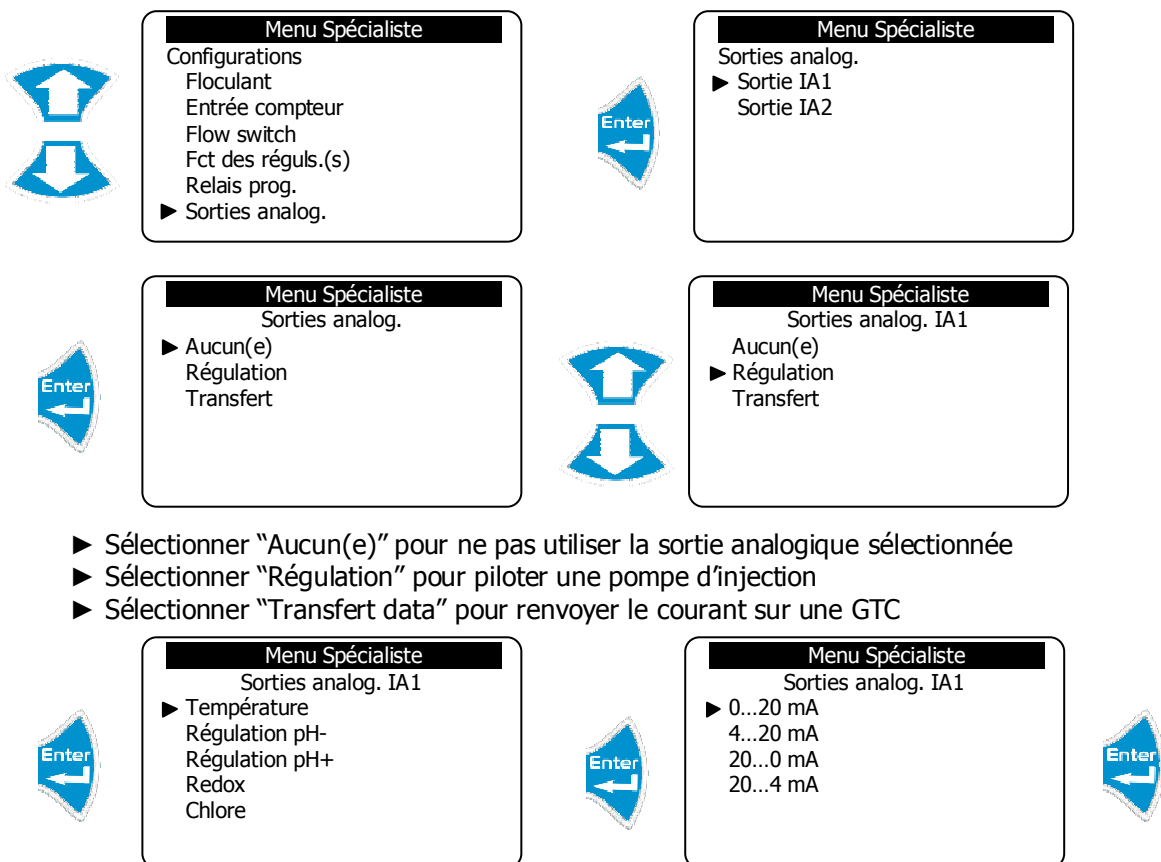 Menu Spécialiste
Configurations
Floculant
Entrée compteur
Flow switch
Fct des réguls.(s)
Relais prog.
► Sorties analog.
Enter
Menu Spécialiste
Sorties analog.
► Sortie IA1
Sortie IA2
Enter
Menu Spécialiste
Sorties analog.
► Aucun(e)
Régulation
Transfert
Menu Spécialiste
Sorties analog. IA1
Aucun(e)
► Régulation
Transfert
► Sélectionner “Aucun(e)” pour ne pas utiliser la sortie analogique sélectionnée
► Sélectionner “Régulation” pour piloter une pompe d’injection
► Sélectionner “Transfert data” pour renvoyer le courant sur une GTC
Enter
Menu Spécialiste
Sorties analog. IA1
► Température
Régulation pH-
Régulation pH+
Redox
Chlore
Enter
Menu Spécialiste
Sorties analog. IA1
► 0…20 mA
4…20 mA
20…0 mA
20…4 mA
Enter